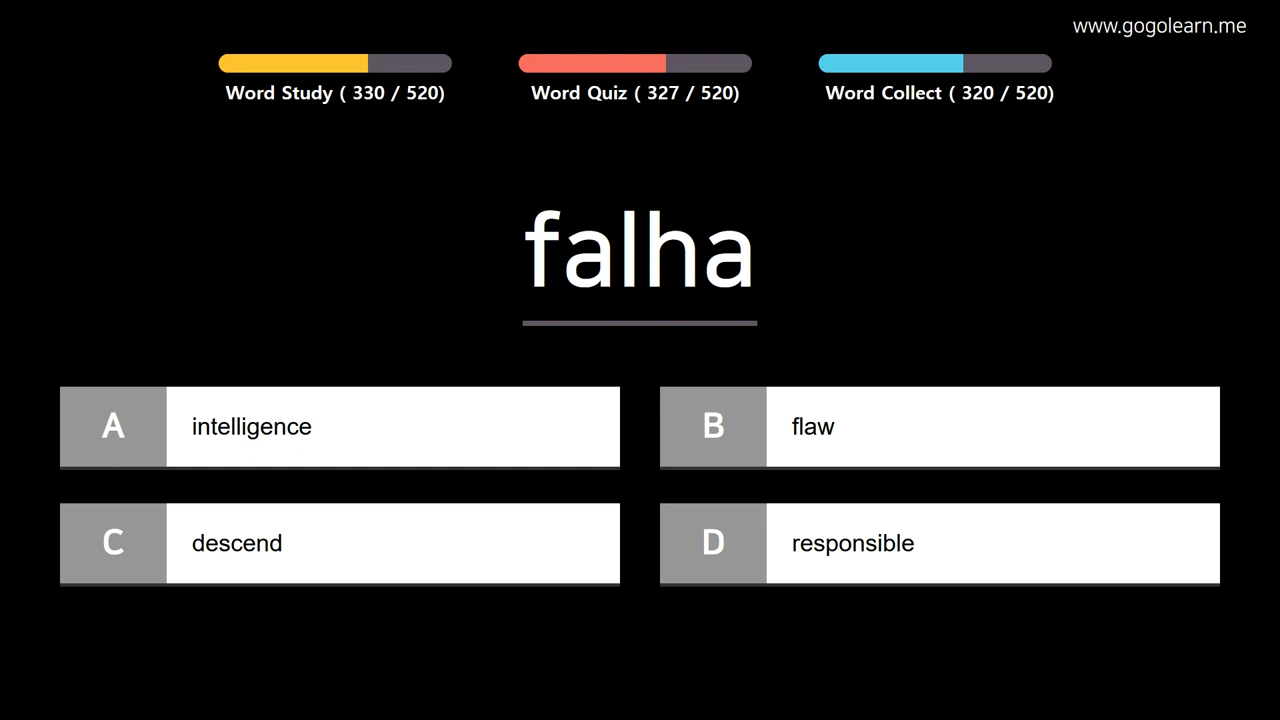 www.gogolearn.me
Word Study ( 330 / 520)
Word Quiz ( 327 / 520)
Word Collect ( 320 / 520)
falha
A intelligence
B flaw
C descend
D responsible